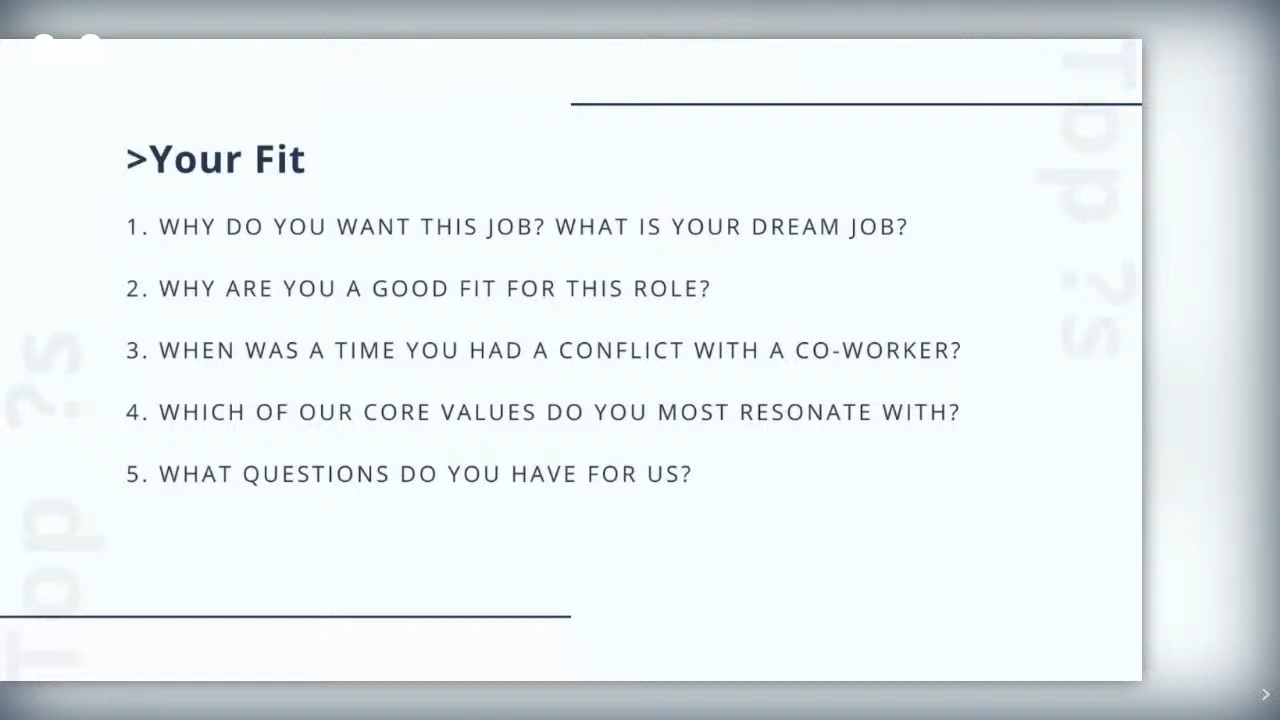 >Your Fit
1. WHY DO YOU WANT THIS JOB? WHAT IS YOUR DREAM JOB?
2. WHY ARE YOU A GOOD FIT FOR THIS ROLE?
3. WHEN WAS A TIME YOU HAD A CONFLICT WITH A CO-WORKER?
4. WHICH OF OUR CORE VALUES DO YOU MOST RESONATE WITH?
5. WHAT QUESTIONS DO YOU HAVE FOR US?
Top ?s
Top ?s